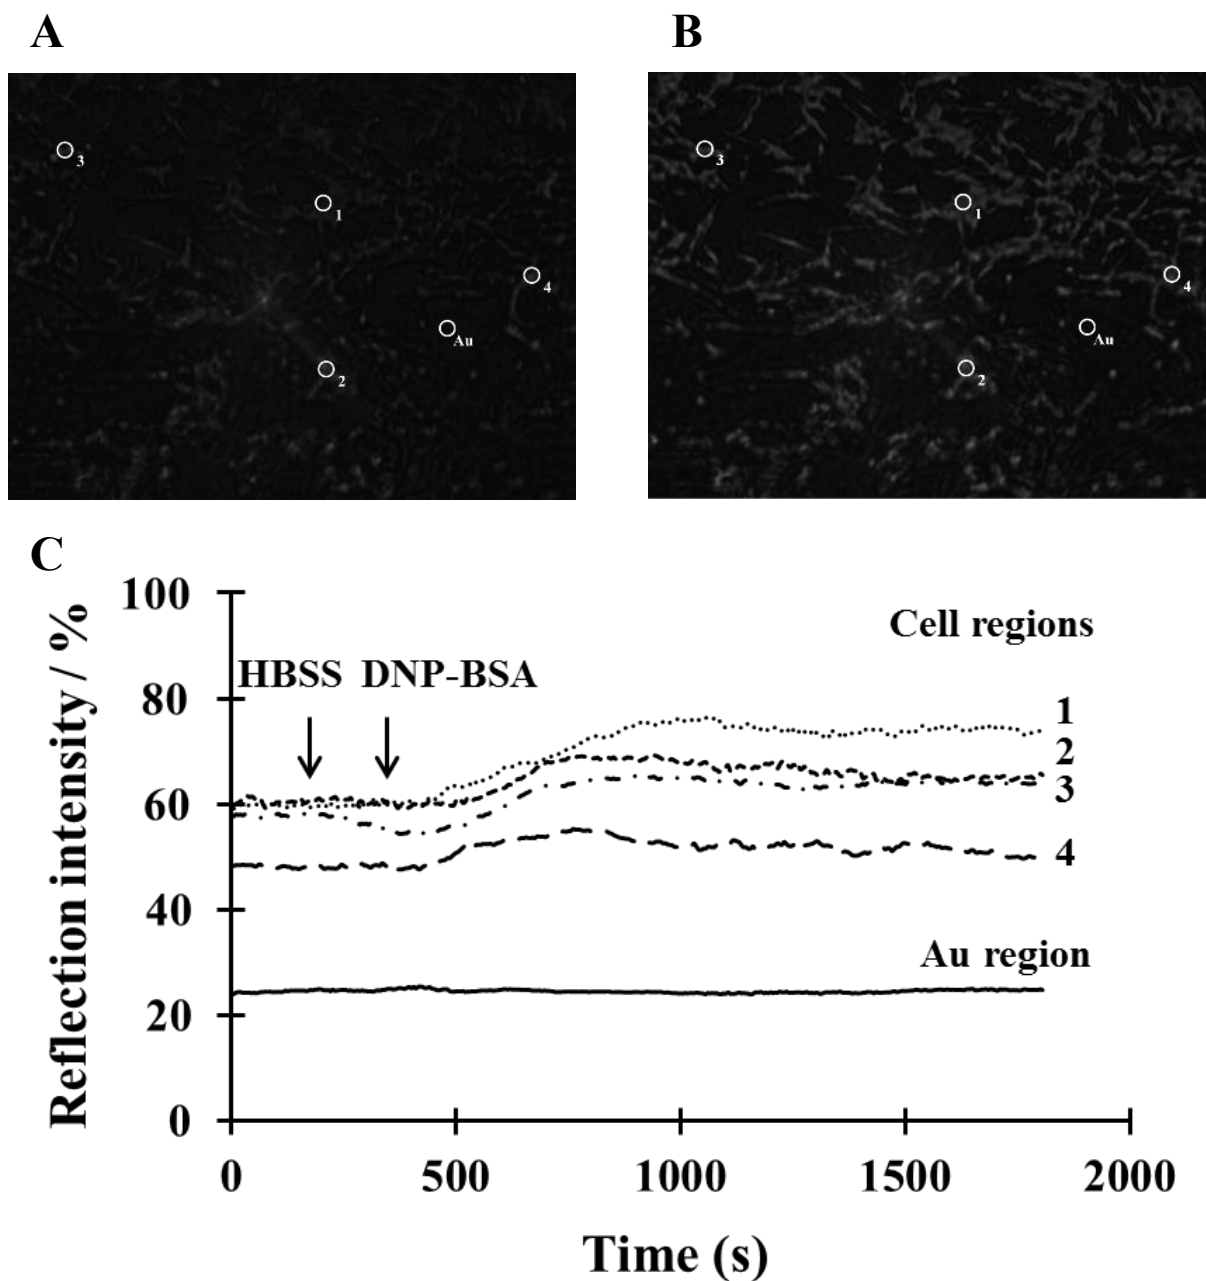 A
B
3
1
4
Au
2
3
1
4
Au
2
C
Reflection intensity / %
100
80
60
40
20
0
Cell regions
HBSS DNP-BSA
1
2
3
4
Au region
0 500 1000 1500 2000
Time (s)